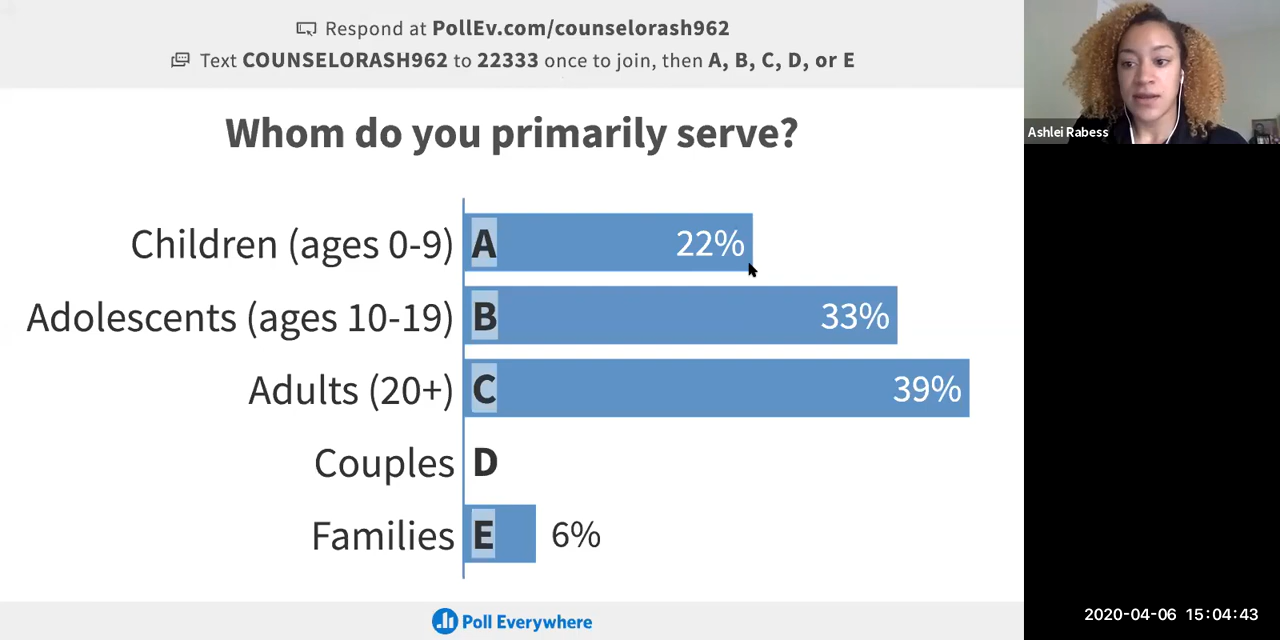 Respond at PollEv.com/counselorash962
Text COUNSELORASH962 to 22333 once to join, then A, B, C, D, or E
Ashlei Rabess
Whom do you primarily serve?
Children (ages 0-9) A 22%
Adolescents (ages 10-19) B 33%
Adults (20+) C 39%
Couples D
Families E 6%
Poll Everywhere
2020-04-06 15:04:43